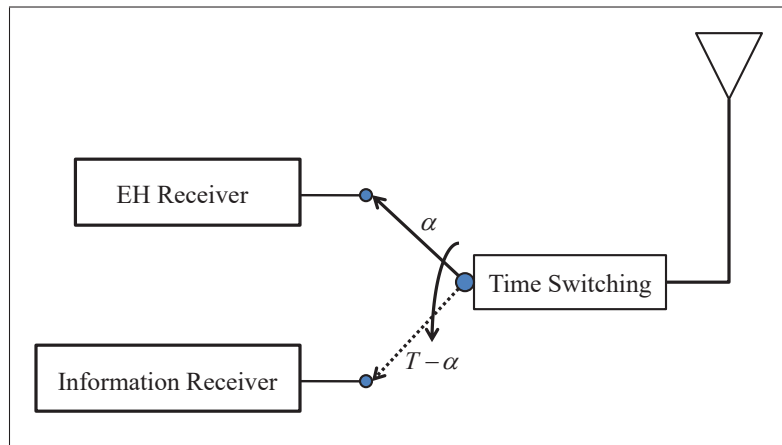 EH Receiver
α
Time Switching
T − α
Information Receiver